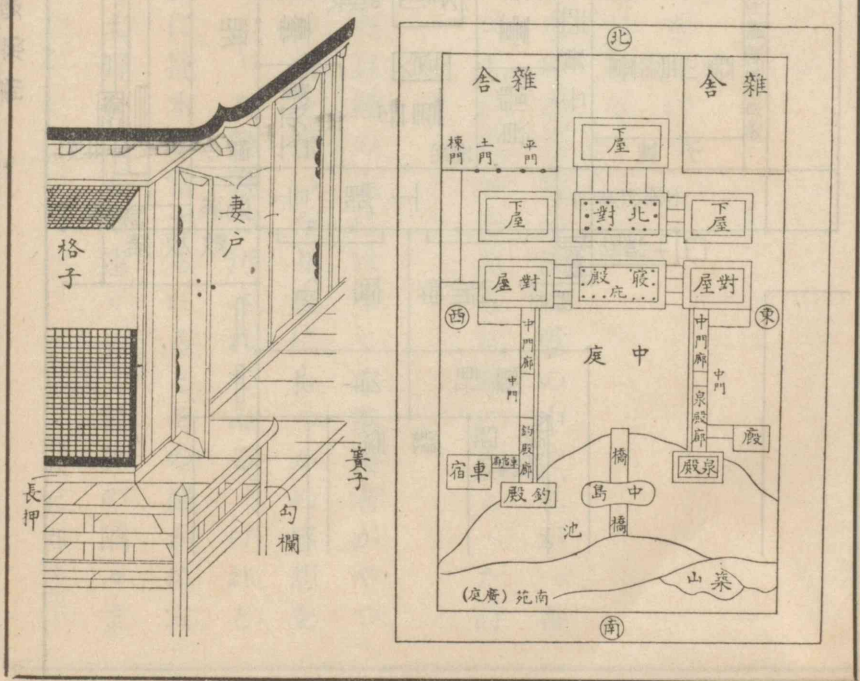 北
雜舍
雜舍
下屋
平門
土門
棟門
下屋
北對
下屋
對屋
寢殿
庇
對屋
東
西
中門廊
中門
泉殿廊
中庭
中門廊
中門
釣殿廊
廐
泉殿
橋
中島
橋
池
車宿
釣殿
築山
南苑(廣庭)
南
妻戸
格子
簀子
勾欄
長押